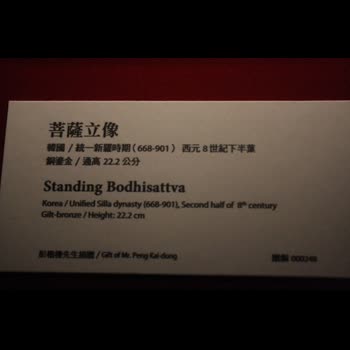 菩薩立像
韓國 / 統一新羅時期 ( 668-901 ) 西元 8 世紀下半葉
銅鎏金 / 通高 22.2 公分
Standing Bodhisattva
Korea / Unified Silla dynasty (668-901), Second half of 8th century
Gilt-bronze / Height: 22.2 cm
彭楷棟先生捐贈 / Gift of Mr. Peng Kai-dong
000248